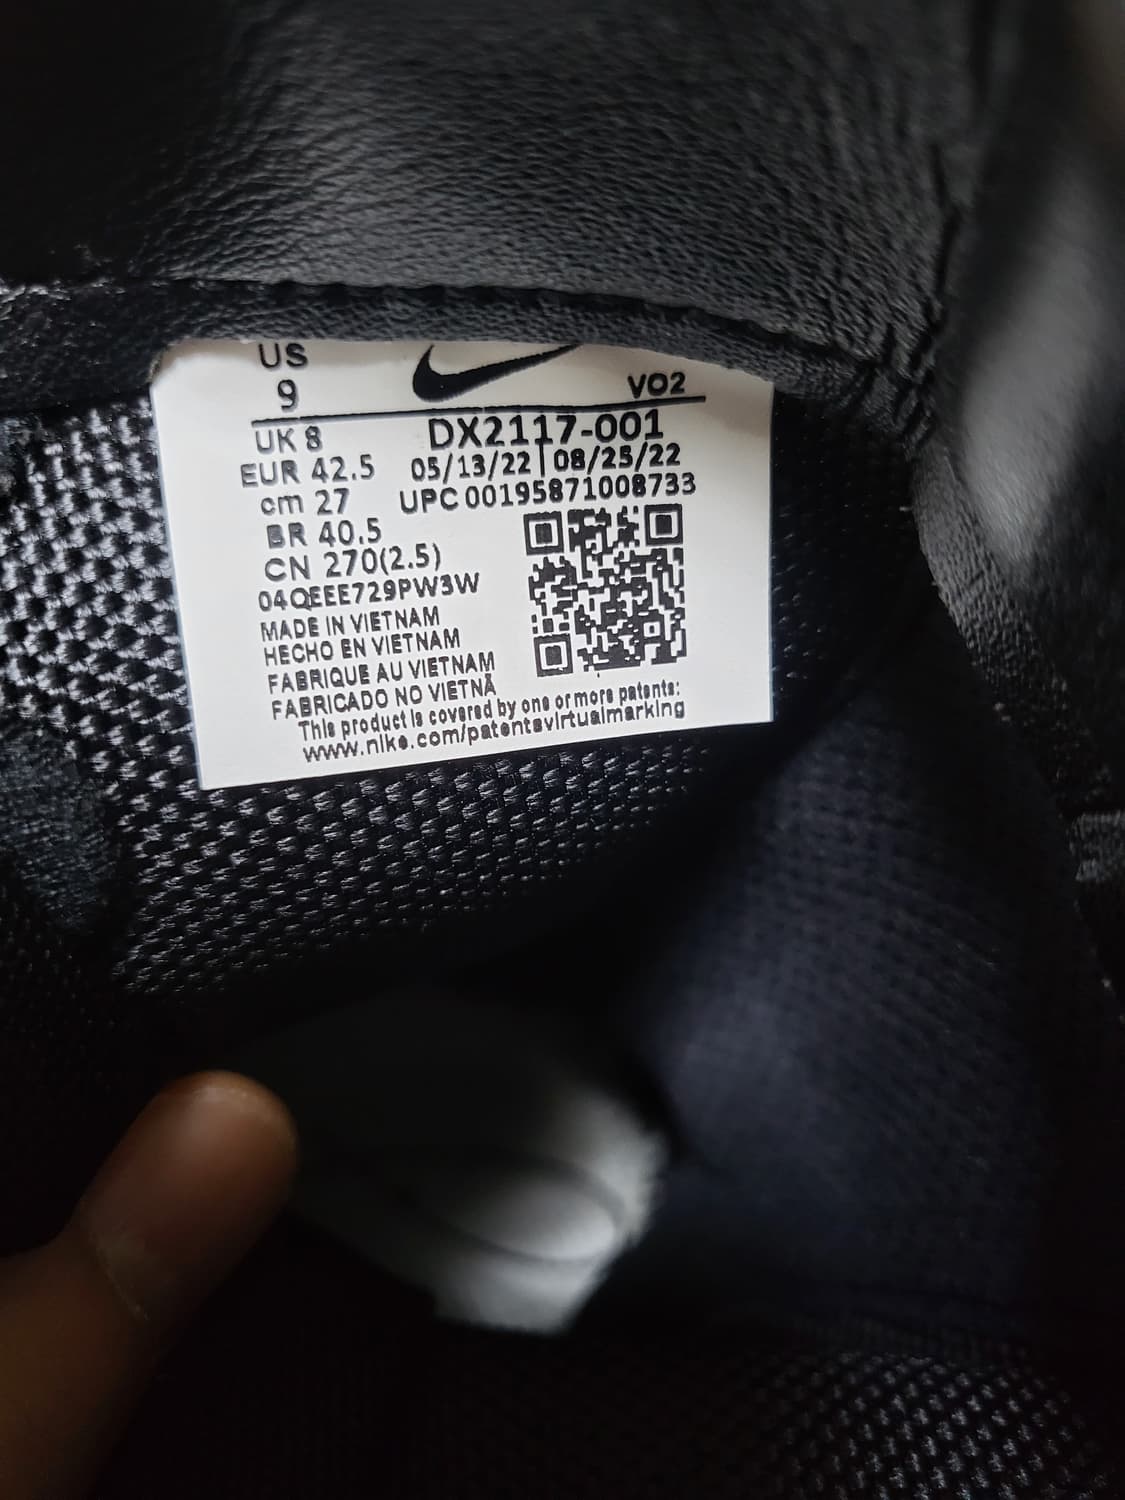 US
9
VO2
UK 8
DX2117-001
EUR 42.5
05/13/22 08/25/22
cm 27
UPC 00195871008733
BR 40.5
CN 270(2.5)
04QEEE729PW3W
MADE IN VIETNAM
HECHO EN VIETNAM
FABRIQUE AU VIETNAM
FABRICADO NO VIETNÃ
This product is covered by one or more patents:
www.nike.com/patentsvirtualmarking